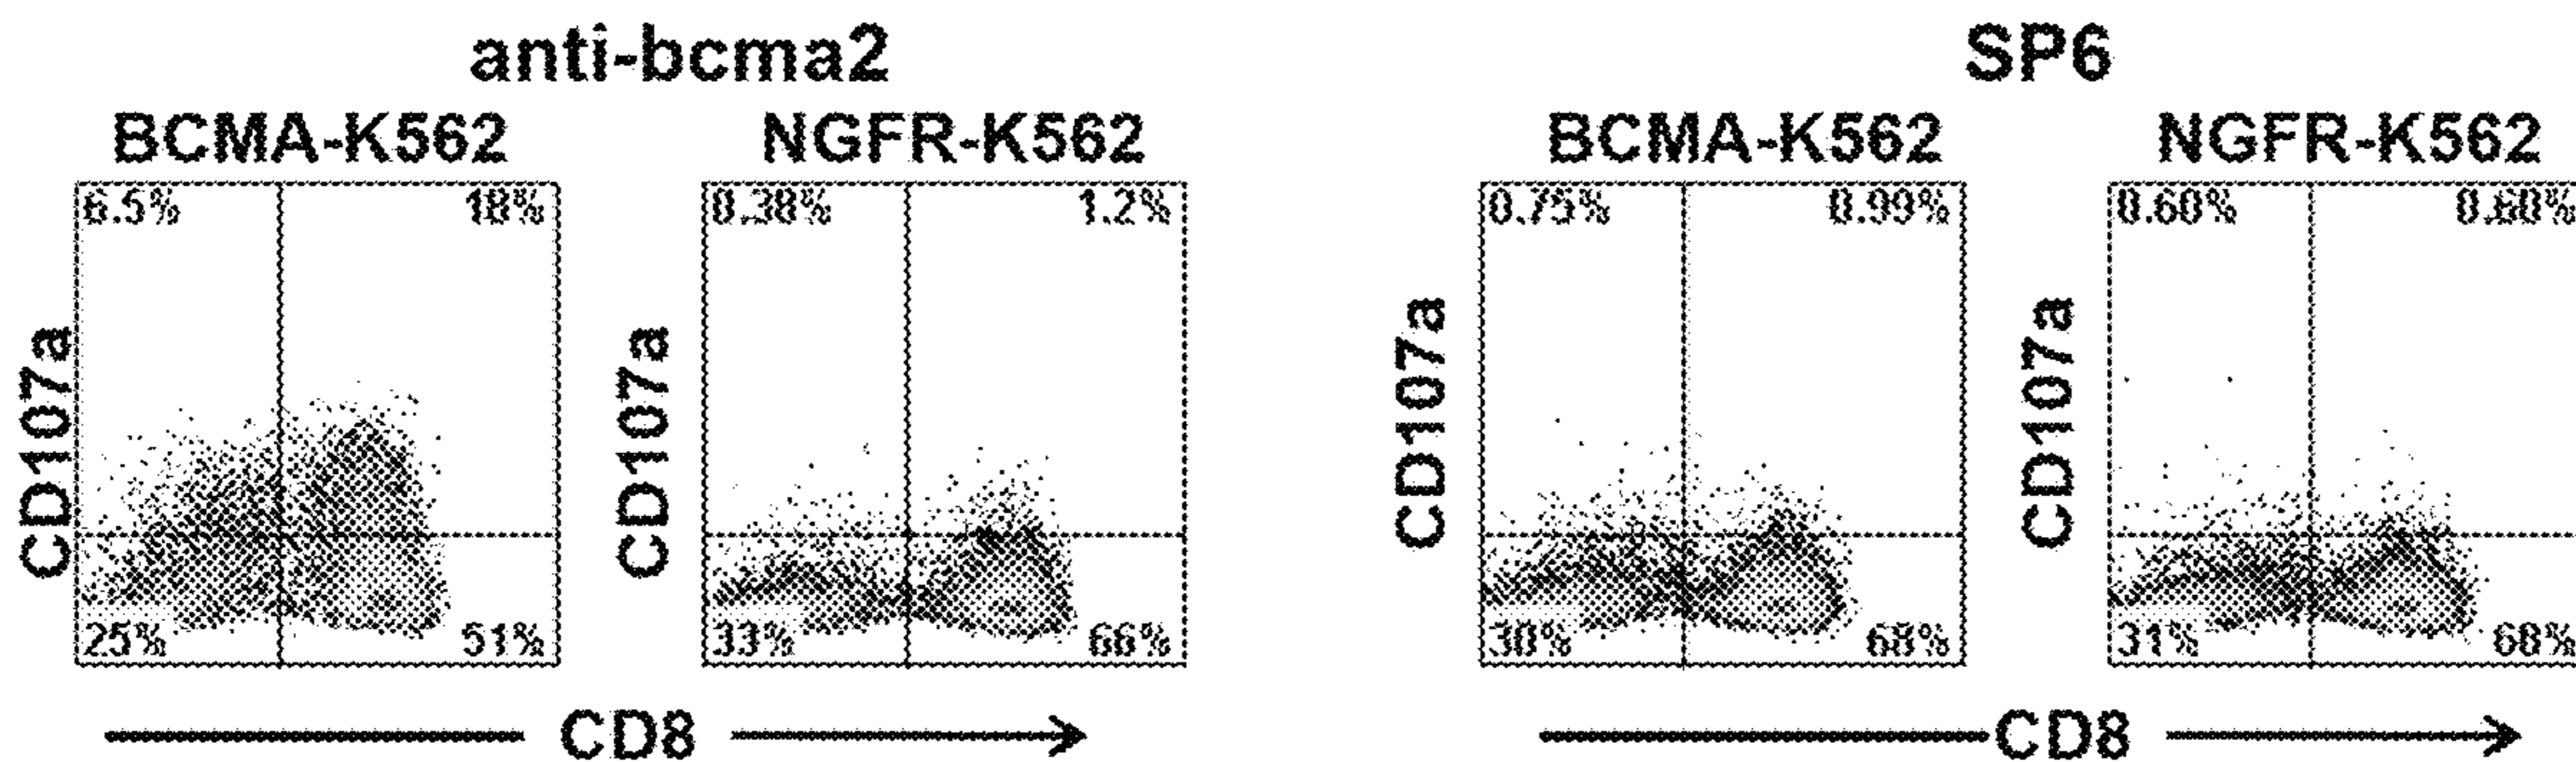 anti-bcma2 SP6
BCMA-K562 NGFR-K562 BCMA-K562 NGFR-K562
6.5% 18% 0.38% 1.2% 0.75% 0.99% 0.60% 0.60%
CD107a CD107a CD107a CD107a
25% 51% 33% 66% 30% 68% 31% 68%
CD8 CD8